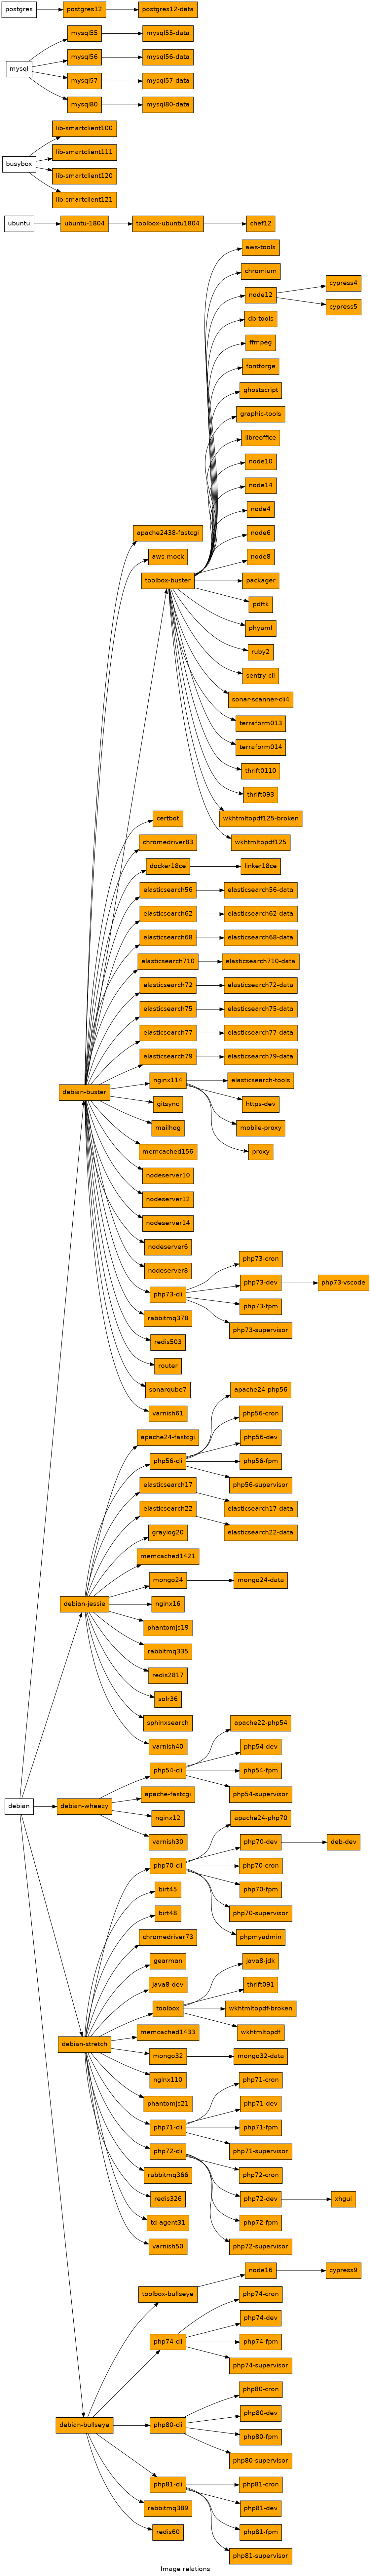 postgres
postgres12
postgres12-data
mysql
mysql55
mysql55-data
mysql56
mysql56-data
mysql57
mysql57-data
mysql80
mysql80-data
busybox
lib-smartclient100
lib-smartclient111
lib-smartclient120
lib-smartclient121
ubuntu
ubuntu-1804
toolbox-ubuntu1804
chef12
aws-tools
chromium
node12
cypress4
cypress5
db-tools
ffmpeg
fontforge
ghostscript
graphic-tools
libreoffice
node10
node14
node4
node6
apache2438-fastcgi
node8
aws-mock
toolbox-buster
packager
pdftk
phyaml
ruby2
sentry-cli
sonar-scanner-cli4
terraform013
terraform014
thrift0110
thrift093
wkhtmltopdf125-broken
certbot
wkhtmltopdf125
chromedriver83
docker18ce
linker18ce
elasticsearch56
elasticsearch56-data
elasticsearch62
elasticsearch62-data
elasticsearch68
elasticsearch68-data
elasticsearch710
elasticsearch710-data
elasticsearch72
elasticsearch72-data
elasticsearch75
elasticsearch75-data
elasticsearch77
elasticsearch77-data
elasticsearch79
elasticsearch79-data
debian-buster
nginx114
elasticsearch-tools
gitsync
https-dev
mailhog
mobile-proxy
memcached156
proxy
nodeserver10
nodeserver12
nodeserver14
nodeserver6
nodeserver8
php73-cron
php73-cli
php73-dev
php73-vscode
php73-fpm
rabbitmq378
php73-supervisor
redis503
router
sonarqube7
varnish61
apache24-php56
php56-cron
apache24-fastcgi
php56-dev
php56-cli
php56-fpm
php56-supervisor
elasticsearch17
elasticsearch17-data
elasticsearch22
elasticsearch22-data
graylog20
memcached1421
mongo24
mongo24-data
debian-jessie
nginx16
phantomjs19
rabbitmq335
redis2817
solr36
sphinxsearch
varnish40
apache22-php54
php54-dev
php54-cli
php54-fpm
php54-supervisor
apache-fastcgi
debian
debian-wheezy
nginx12
varnish30
apache24-php70
php70-dev
deb-dev
php70-cli
php70-cron
php70-fpm
birt45
php70-supervisor
birt48
phpmyadmin
chromedriver73
gearman
java8-jdk
java8-dev
thrift091
toolbox
wkhtmltopdf-broken
memcached1433
wkhtmltopdf
debian-stretch
mongo32
mongo32-data
nginx110
php71-cron
phantomjs21
php71-dev
php71-cli
php71-fpm
php72-cli
php71-supervisor
rabbitmq366
php72-cron
redis326
php72-dev
xhgui
td-agent31
php72-fpm
varnish50
php72-supervisor
node16
cypress9
toolbox-bullseye
php74-cron
php74-dev
php74-cli
php74-fpm
php74-supervisor
php80-cron
php80-dev
debian-bullseye
php80-cli
php80-fpm
php80-supervisor
php81-cli
php81-cron
rabbitmq389
php81-dev
redis60
php81-fpm
php81-supervisor
Image relations